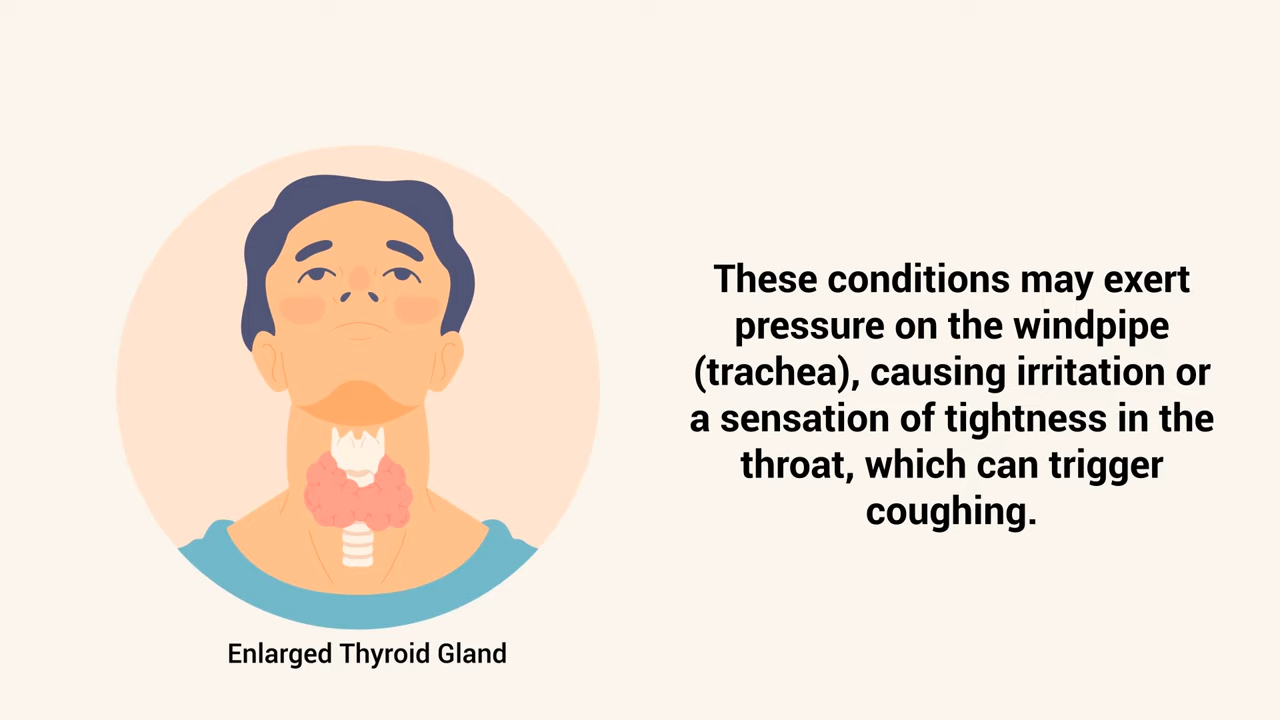 These conditions may exert
pressure on the windpipe
(trachea), causing irritation or
a sensation of tightness in the
throat, which can trigger
coughing.
Enlarged Thyroid Gland